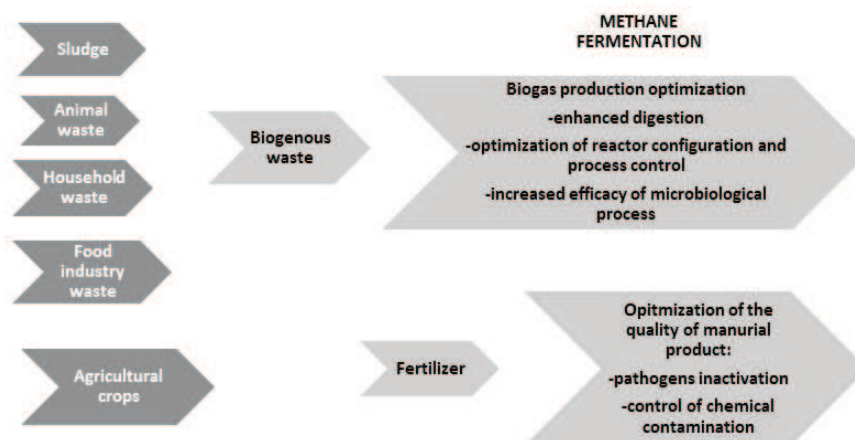 Sludge
Animal
waste
Household
waste
Food
industry
waste
Agricultural
crops
Biogenous
waste
METHANE
FERMENTATION
Biogas production optimization
-enhanced digestion
-optimization of reactor configuration and
process control
-increased efficacy of microbiological
process
Fertilizer
Opitmization of the
quality of manurial
product:
-pathogens inactivation
-control of chemical
contamination